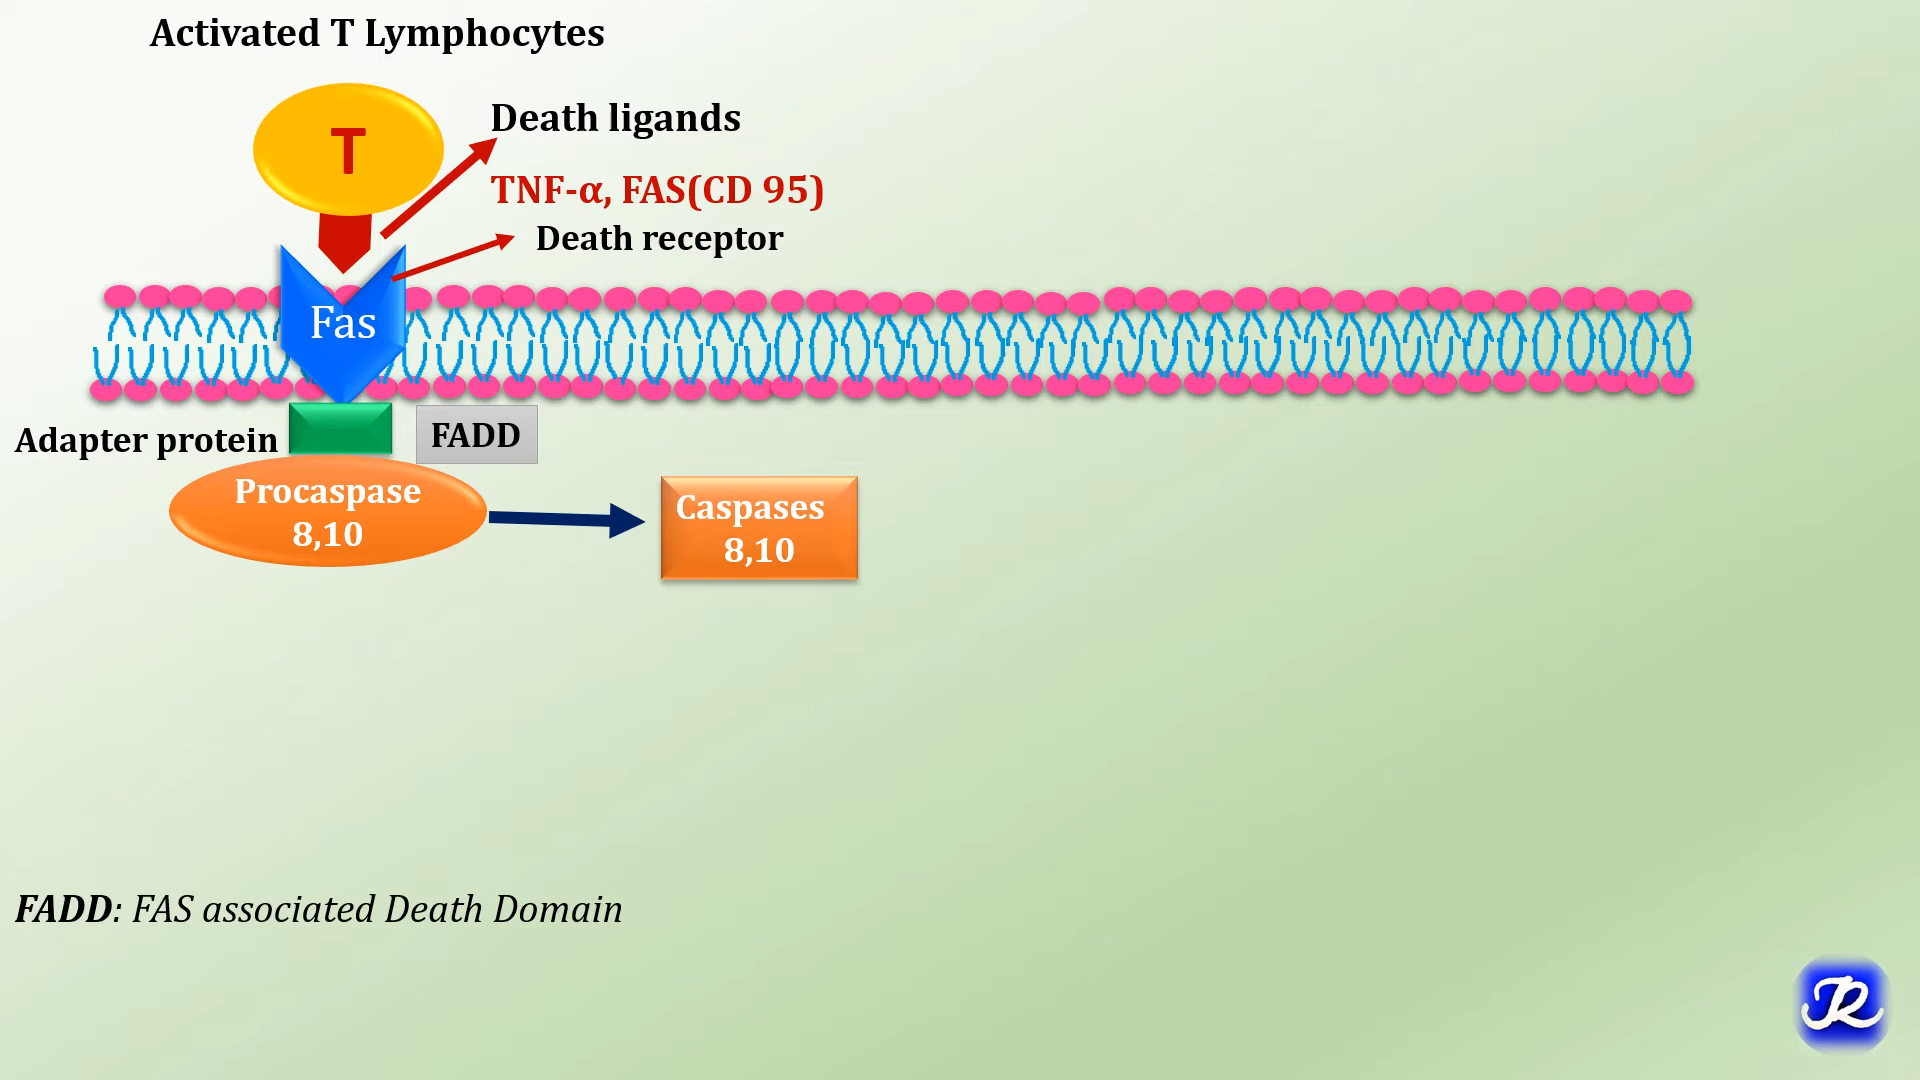 Activated T Lymphocytes
T
Death ligands
TNF-α, FAS(CD 95)
Death receptor
Fas
Adapter protein
FADD
Procaspase
8,10
Caspases
8,10
FADD: FAS associated Death Domain
JR